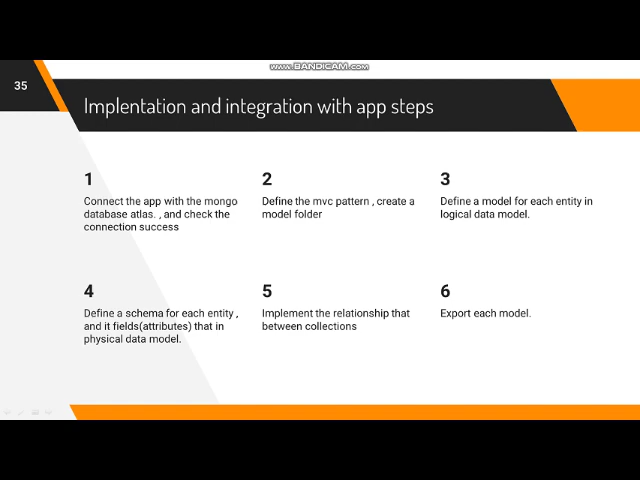 www.BANDICAM.com
35
Implentation and integration with app steps
1
Connect the app with the mongo
database atlas. , and check the
connection success
2
Define the mvc pattern , create a
model folder
3
Define a model for each entity in
logical data model.
4
Define a schema for each entity ,
and it fields(attributes) that in
physical data model.
5
Implement the relationship that
between collections
6
Export each model.